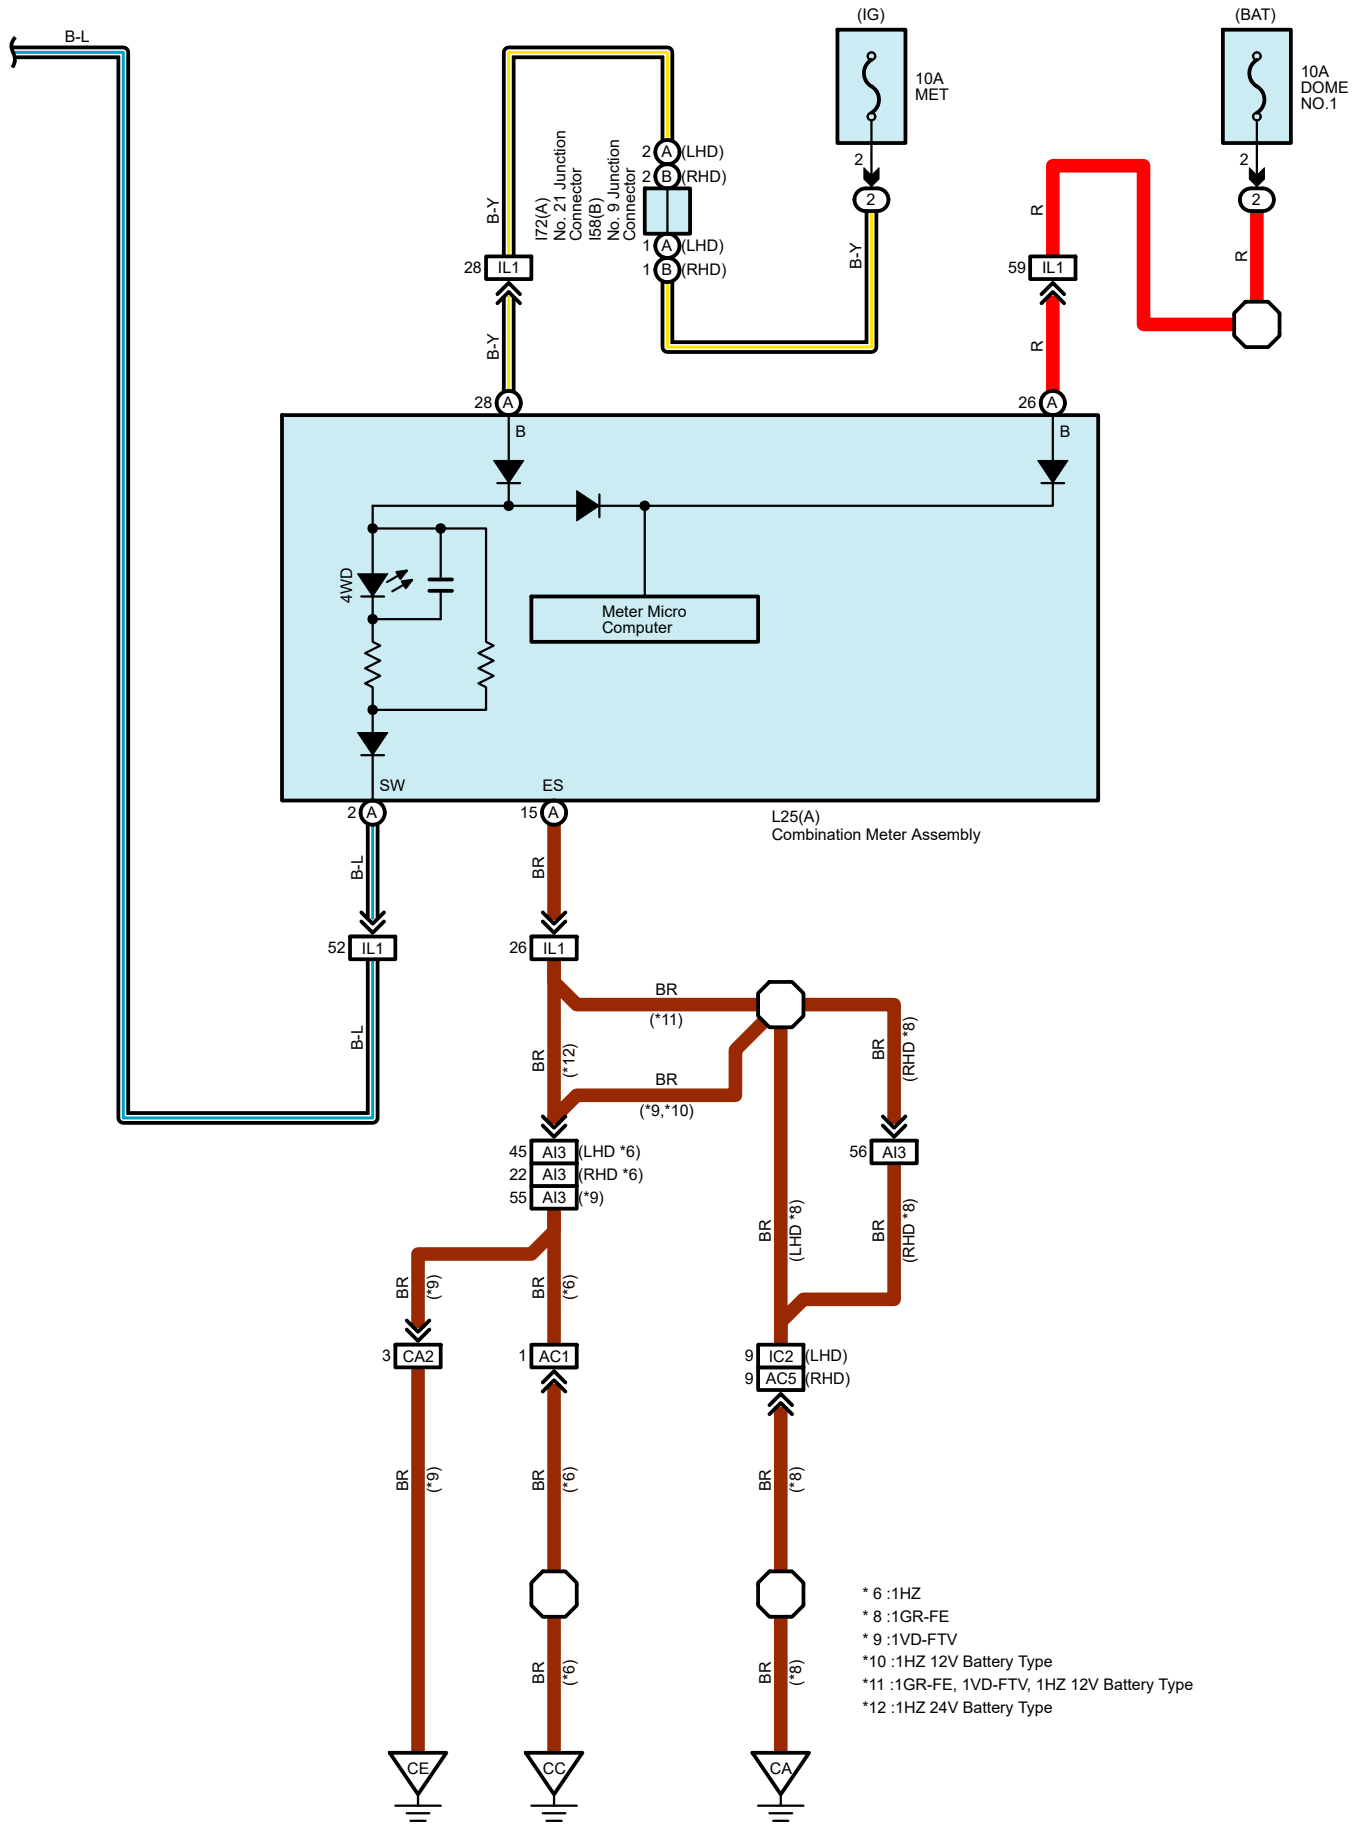 B-L
(IG)
(BAT)
10A
MET
10A
DOME
NO.1
I72(A)
No. 21 Junction
Connector
I58(B)
No. 9 Junction
Connector
2 A (LHD)
2 B (RHD)
1 A (LHD)
1 B (RHD)
2
2
2
2
B-Y
B-Y
R
R
28 IL1
59 IL1
B-Y
R
28 A
26 A
B
B
4WD
Meter Micro
Computer
SW
ES
2 A
15 A
L25(A)
Combination Meter Assembly
B-L
BR
52 IL1
26 IL1
B-L
BR
(*11)
BR
(*12)
BR
(*9,*10)
BR
(RHD *8)
45 AI3 (LHD *6)
22 AI3 (RHD *6)
55 AI3 (*9)
56 AI3
BR
(LHD *8)
BR
(RHD *8)
BR
(*9)
BR
(*6)
3 CA2
1 AC1
9 IC2 (LHD)
9 AC5 (RHD)
BR
(*9)
BR
(*6)
BR
(*8)
BR
(*6)
BR
(*8)
* 6 :1HZ
* 8 :1GR-FE
* 9 :1VD-FTV
*10 :1HZ 12V Battery Type
*11 :1GR-FE, 1VD-FTV, 1HZ 12V Battery Type
*12 :1HZ 24V Battery Type
CE
CC
CA